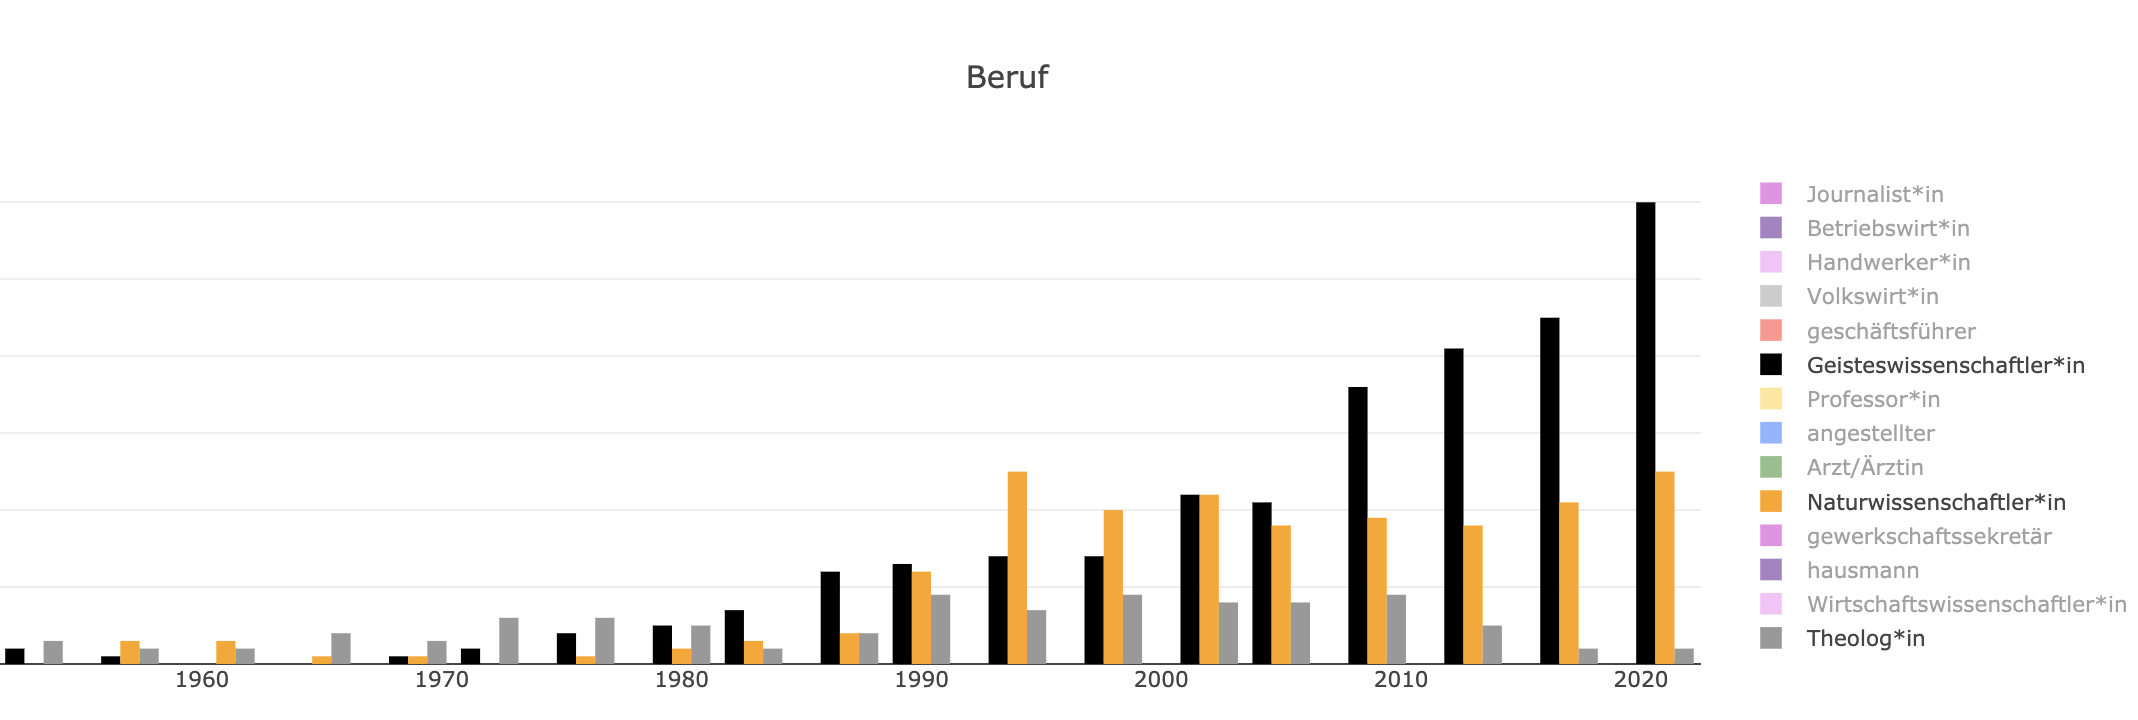 Beruf
Journalist*in
Betriebswirt*in
Handwerker*in
Volkswirt*in
geschäftsführer
Geisteswissenschaftler*in
Professor*in
angestellter
Arzt/Ärztin
Naturwissenschaftler*in
gewerkschaftssekretär
hausmann
Wirtschaftswissenschaftler*in
Theolog*in
1960 1970 1980 1990 2000 2010 2020